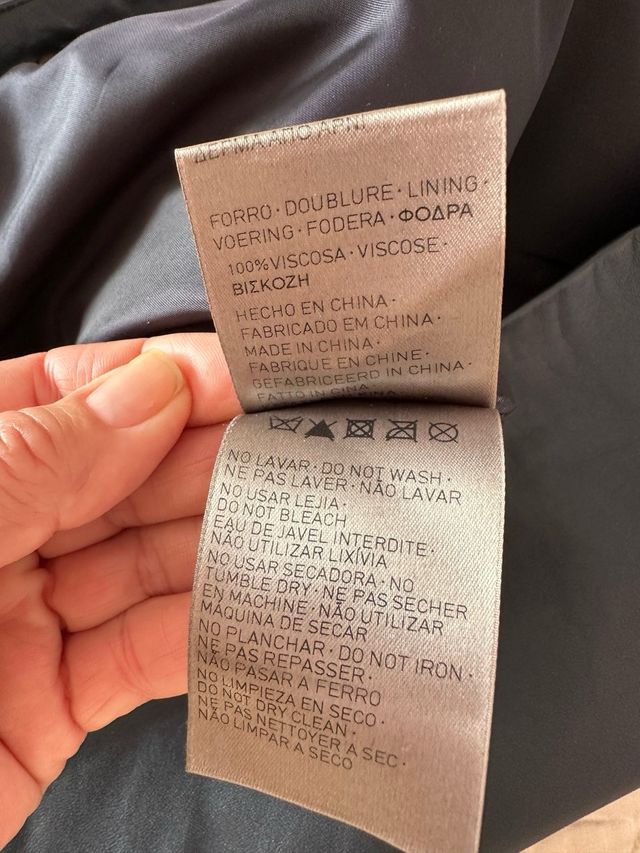 FORRO · DOUBLURE · LINING ·
VOERING · FODERA · ΦΟΔΡΑ
100% VISCOSA · VISCOSE ·
ΒΙΣΚΟΖΗ
HECHO EN CHINA ·
FABRICADO EM CHINA ·
MADE IN CHINA ·
FABRIQUE EN CHINE ·
GEFABRICEERD IN CHINA ·
FATTO IN CINA
NO LAVAR · DO NOT WASH ·
NE PAS LAVER · NÃO LAVAR
NO USAR LEJIA ·
DO NOT BLEACH
EAU DE JAVEL INTERDITE ·
NÃO UTILIZAR LIXÍVIA
NO USAR SECADORA · NO
TUMBLE DRY · NE PAS SECHER
EN MACHINE · NÃO UTILIZAR
MÁQUINA DE SECAR
NO PLANCHAR · DO NOT IRON ·
NE PAS REPASSER ·
NÃO PASAR A FERRO
NO LIMPIEZA EN SECO ·
DO NOT DRY CLEAN ·
NE PAS NETTOYER A SEC ·
NÃO LIMPAR A SECO